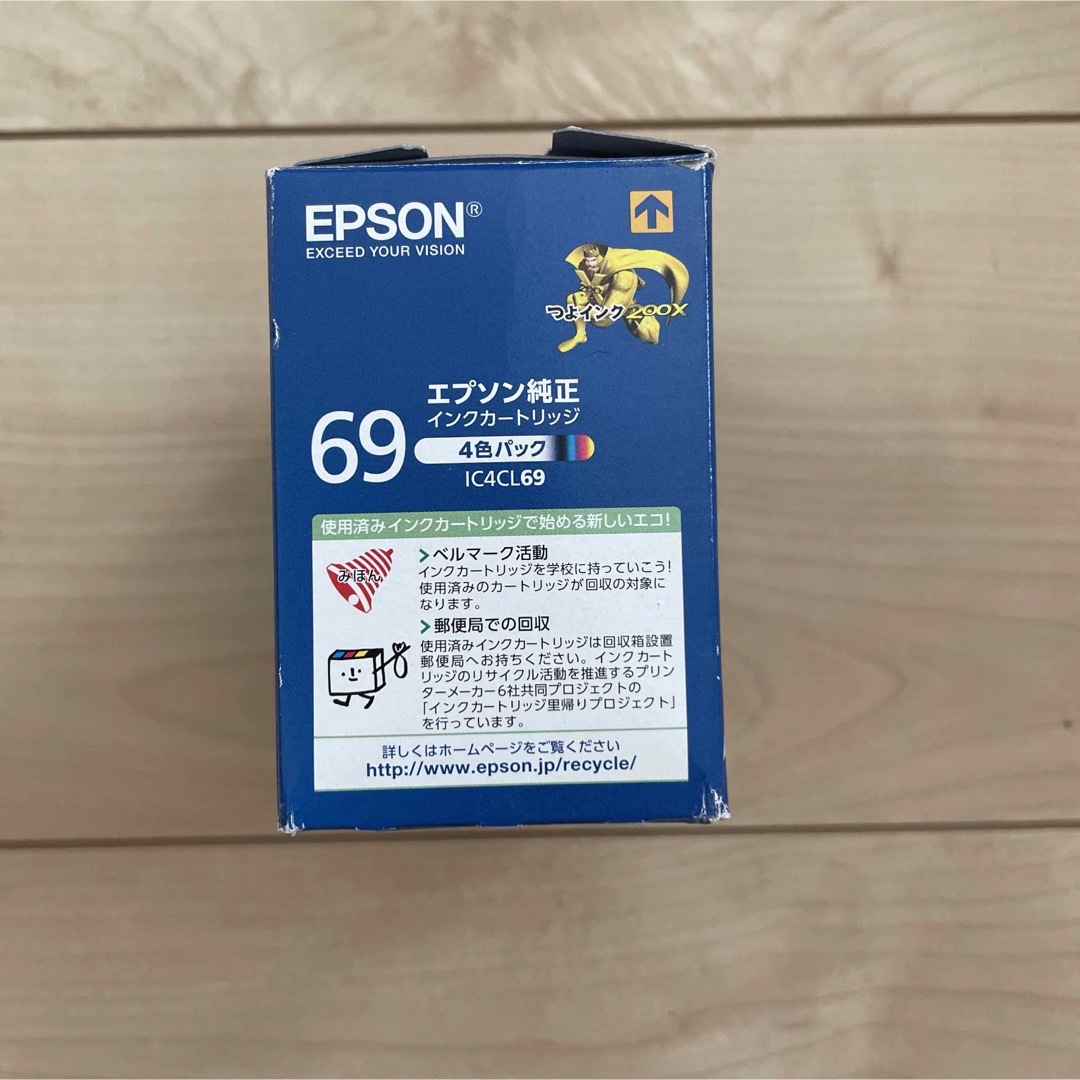 EPSON®
EXCEED YOUR VISION
200
つよインク200X
エプソン純正
インクカートリッジ
69
4色パック
IC4CL69
使用済みインクカートリッジで始める新しいエコ!
みほん
>ベルマーク活動
インクカートリッジを学校に持っていこう!
使用済みのカートリッジが回収の対象に
なります。
>郵便局での回収
使用済みインクカートリッジは回収箱設置
郵便局へお持ちください。インクカート
リッジのリサイクル活動を推進するプリン
ターメーカー6社共同プロジェクトの
「インクカートリッジ里帰りプロジェクト」
を行っています。
詳しくはホームページをご覧ください
http://www.epson.jp/recycle/